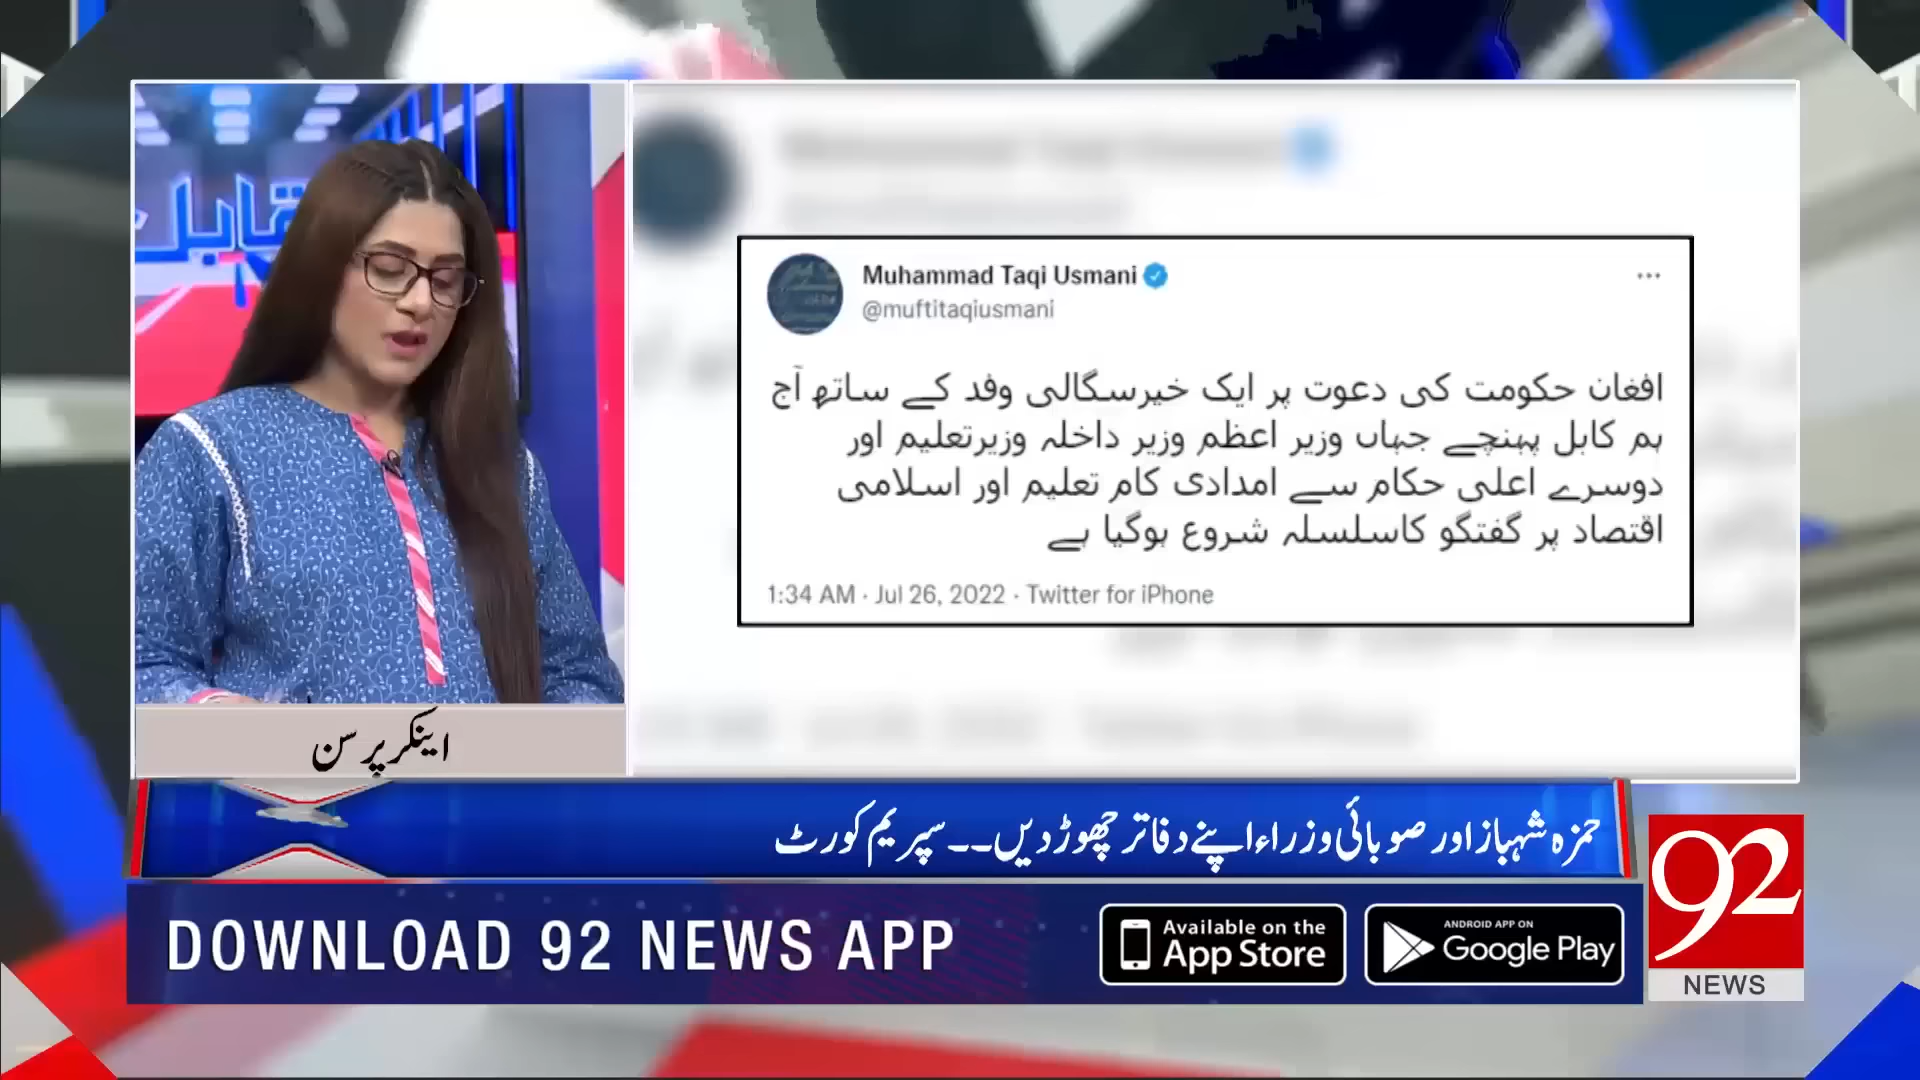 قابل
Muhammad Taqi Usmani
@muftitaqiusmani
افغان حکومت کی دعوت پر ایک خیرسگالی وفد کے ساتھ آج
ہم کابل پہنچے جہاں وزیر اعظم وزیر داخلہ وزیرتعلیم اور
دوسرے اعلی حکام سے امدادی کام تعلیم اور اسلامی
اقتصاد پر گفتگو کاسلسلہ شروع ہوگیا ہے
1:34 AM · Jul 26, 2022 · Twitter for iPhone
اینکر پرسن
حمزہ شہباز اور صوبائی وزراء اپنے دفاتر چھوڑ دیں۔۔۔ سپریم کورٹ
DOWNLOAD 92 NEWS APP
Available on the
App Store
ANDROID APP ON
Google Play
92
NEWS